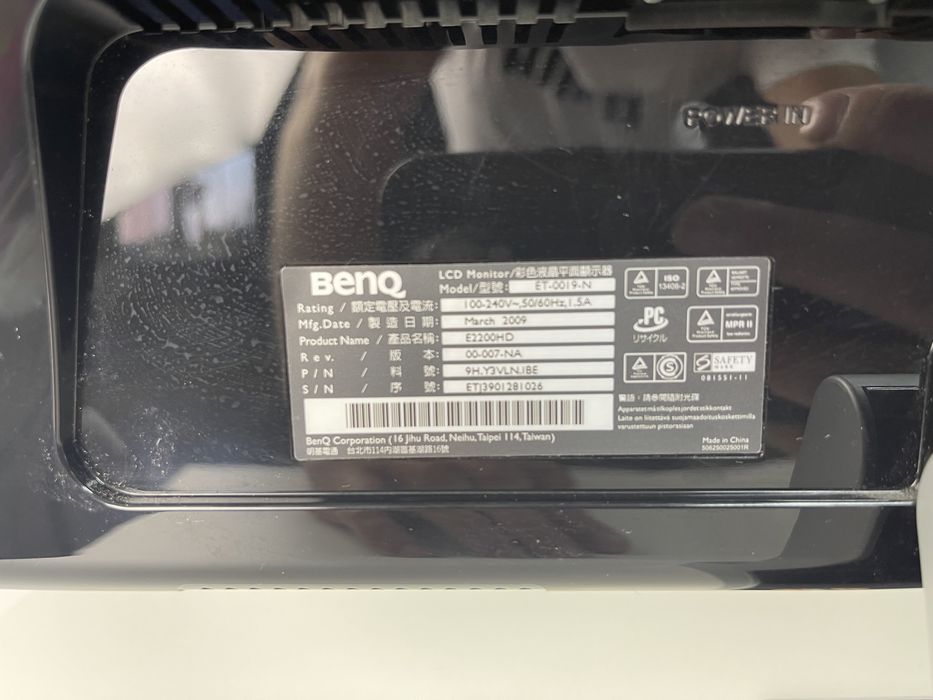 POWER IN
BenQ
LCD Monitor/彩色液晶平面顯示器
Model/型號: ET-0019-N
Rating / 額定電壓及電流: 100-240V~,50/60Hz,1.5A
Mfg.Date / 製 造 日 期: March 2009
Product Name / 產品名稱: E2200HD
Rev. / 版 本: 00-007-NA
P/N / 料 號: 9H.Y3VLN.IBE
S/N / 序 號: ETJ3901281026
BenQ Corporation (16 Jihu Road, Neihu,Taipei 114,Taiwan)
明基電通 台北市114內湖區基湖路16號
ISO
13406-2
PC
リサイクル
MPR II
S
SAFETY
MARK
081551-11
警語：請參閱隨附光碟
Apparatet må tilkoples jordet stikkontakt
Laite on liitettävä suojamaadoituskoskettimilla
varustettuun pistorasiaan
Made in China
506250025001R